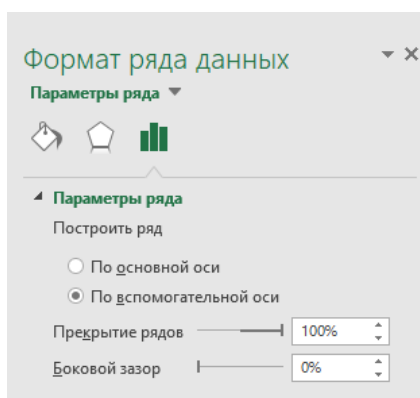 Формат ряда данных
Параметры ряда
Параметры ряда
Построить ряд
По основной оси
По вспомогательной оси
Прекрытие рядов 100%
Боковой зазор 0%